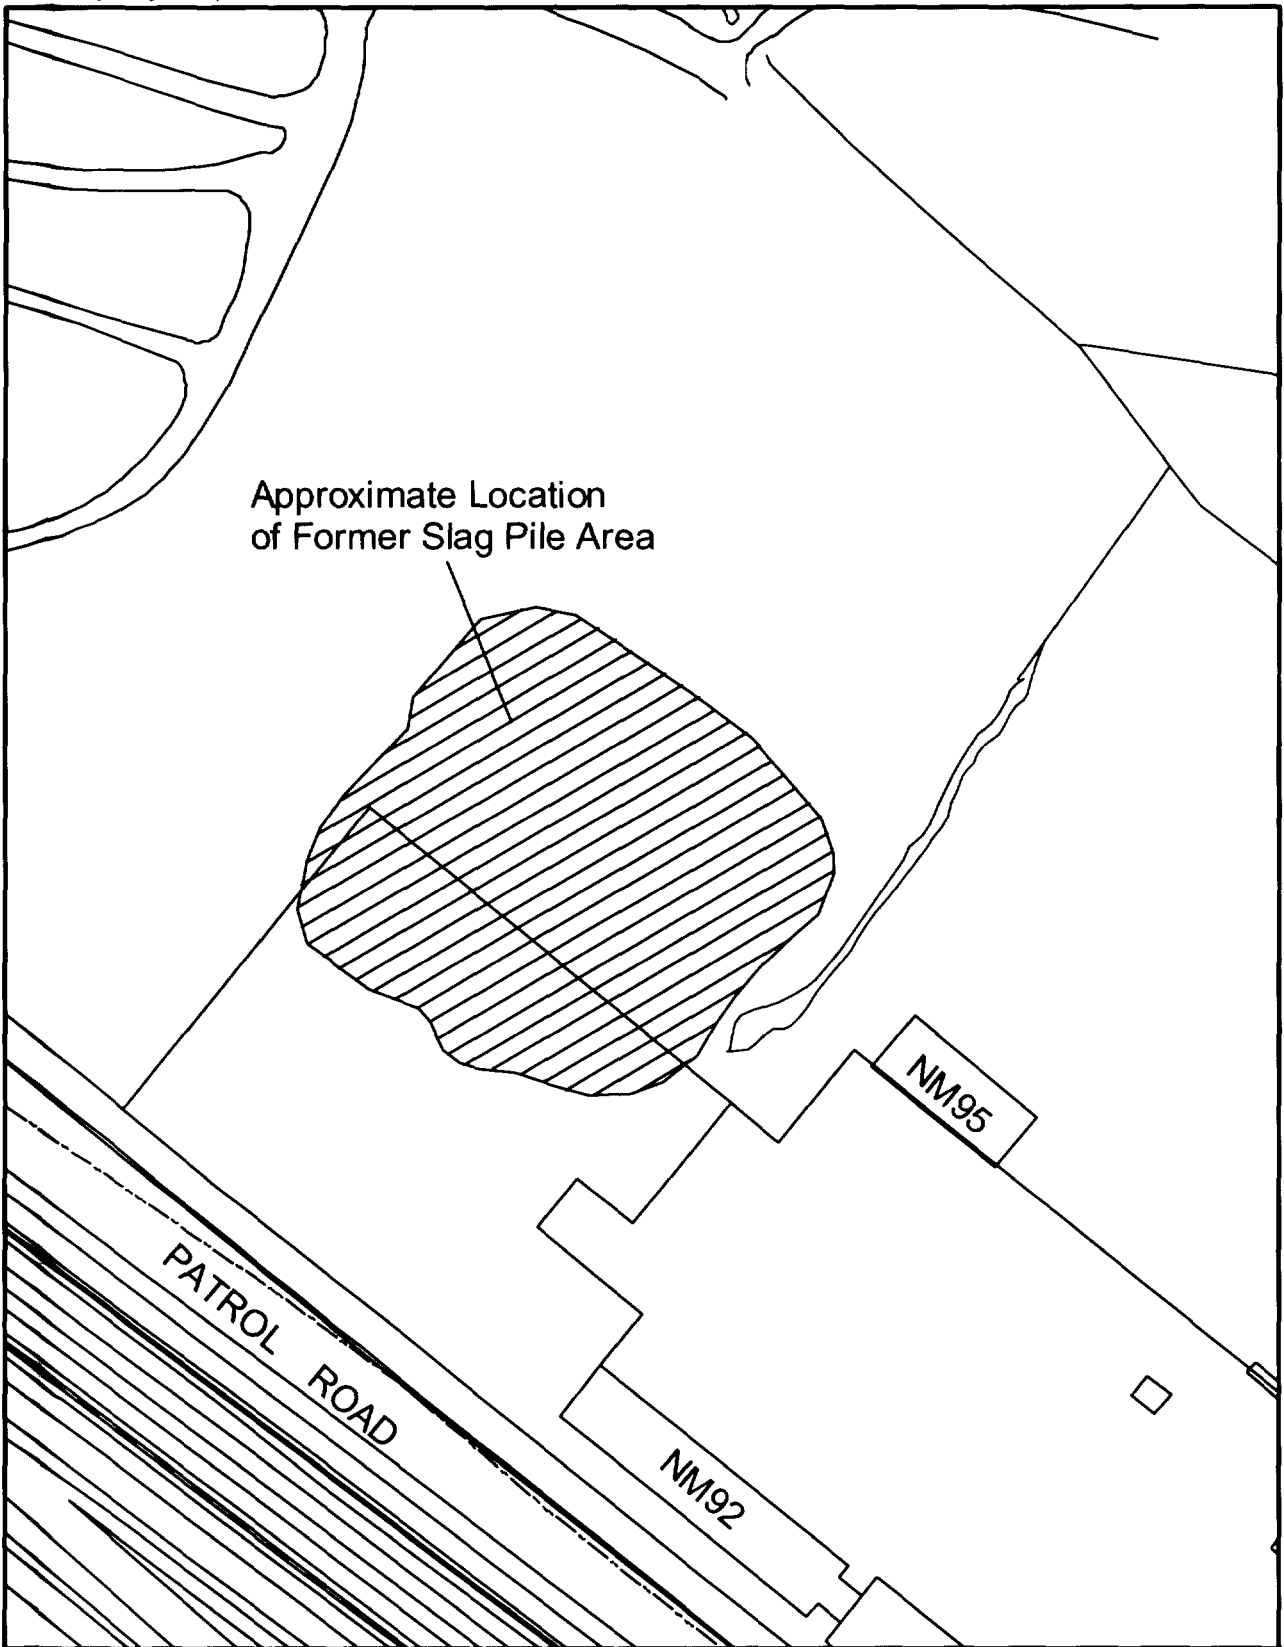 Approximate Location
of Former Slag Pile Area
NM95
PATROL ROAD
NM92